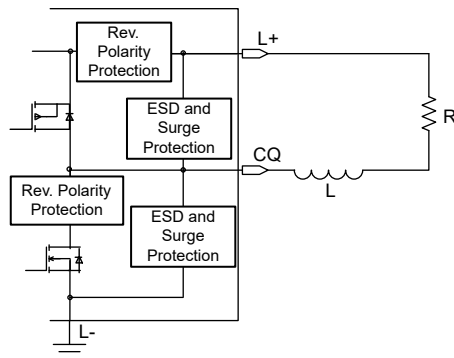 Rev.
Polarity
Protection
L+
ESD and
Surge
Protection
R
CQ
L
Rev. Polarity
Protection
ESD and
Surge
Protection
L-